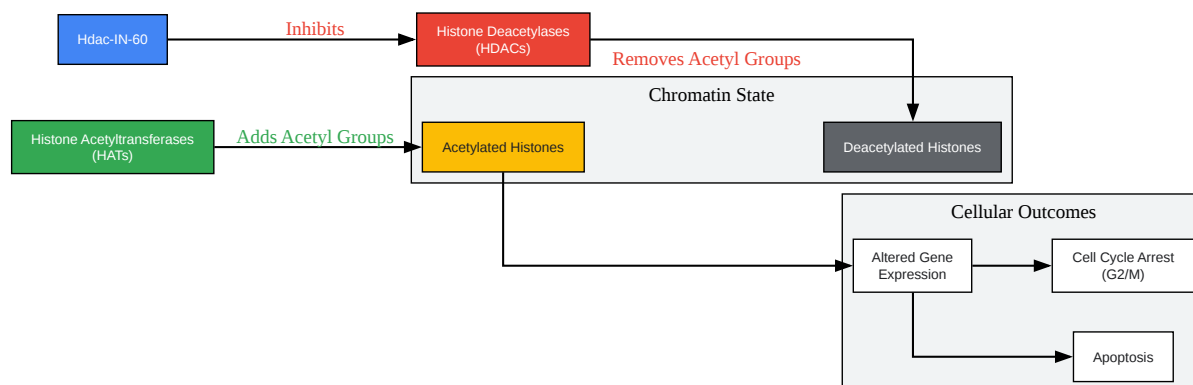 Hdac-IN-60
Inhibits
Histone Deacetylases
(HDACs)
Removes Acetyl Groups
Chromatin State
Histone Acetyltransferases
(HATs)
Adds Acetyl Groups
Acetylated Histones
Deacetylated Histones
Cellular Outcomes
Altered Gene
Expression
Cell Cycle Arrest
(G2/M)
Apoptosis